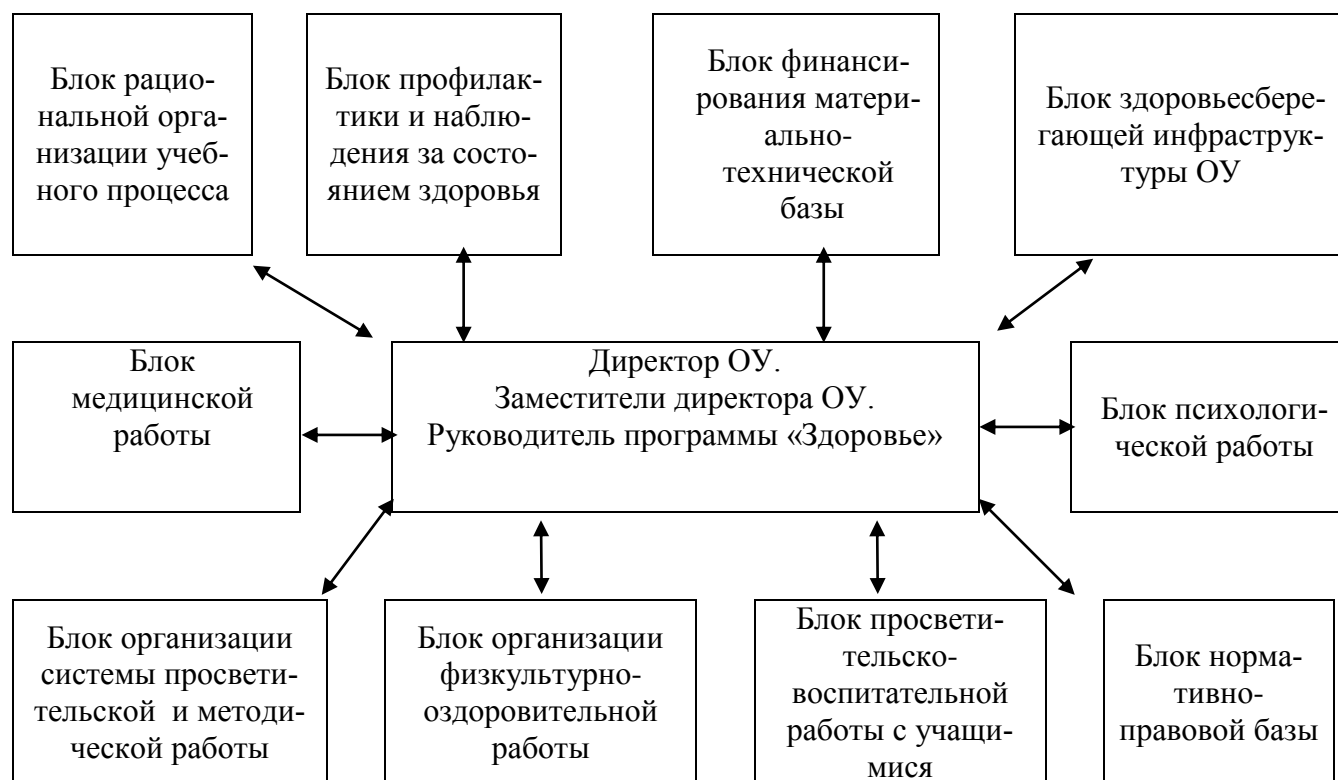 Блок рацио-
нальной орга-
низации учеб-
ного процесса
Блок профилак-
тики и наблю-
дения за состо-
янием здоровья
Блок финанси-
рования матери-
ально-
технической
базы
Блок здоровьесбере-
гающей инфраструк-
туры ОУ
Блок
медицинской
работы
Директор ОУ.
Заместители директора ОУ.
Руководитель программы «Здоровье»
Блок психологи-
ческой работы
Блок организации
системы просвети-
тельской и методи-
ческой работы
Блок организации
физкультурно-
оздоровительной
работы
Блок просвети-
тельско-
воспитательной
работы с учащи-
мися
Блок норма-
тивно-
правовой базы